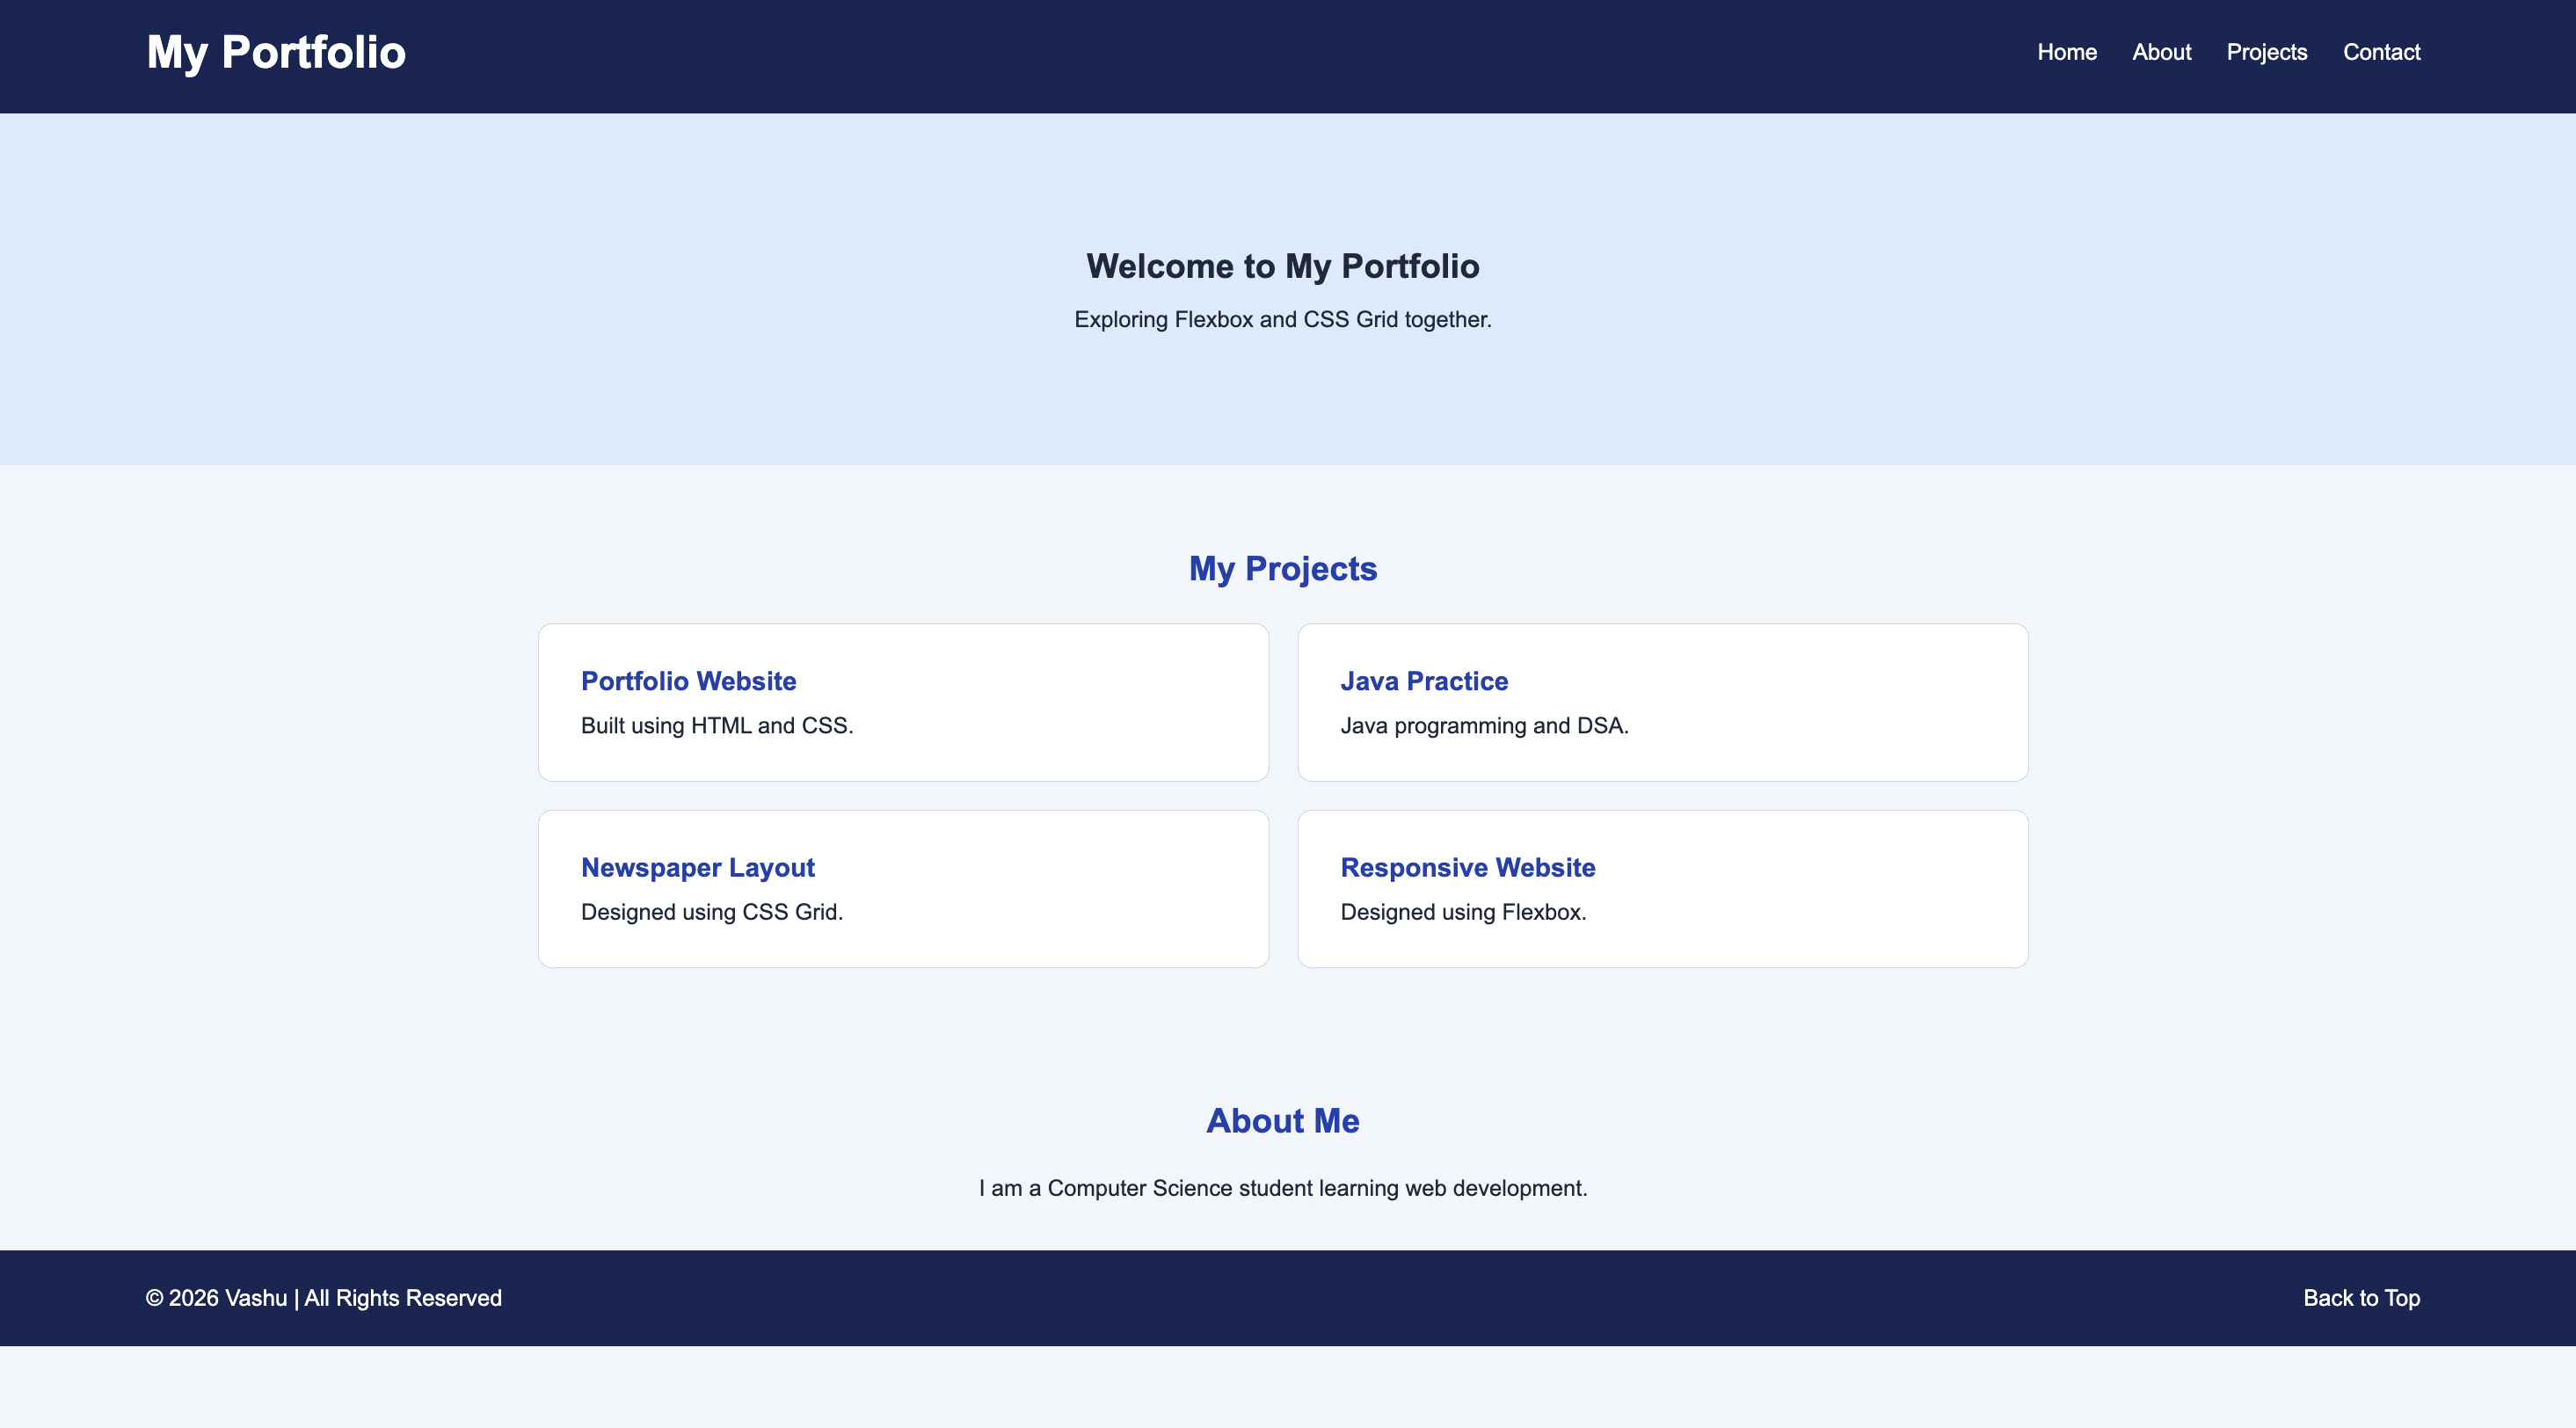 My Portfolio
Home About Projects Contact
Welcome to My Portfolio
Exploring Flexbox and CSS Grid together.
My Projects
Portfolio Website
Built using HTML and CSS.
Java Practice
Java programming and DSA.
Newspaper Layout
Designed using CSS Grid.
Responsive Website
Designed using Flexbox.
About Me
I am a Computer Science student learning web development.
© 2026 Vashu | All Rights Reserved
Back to Top